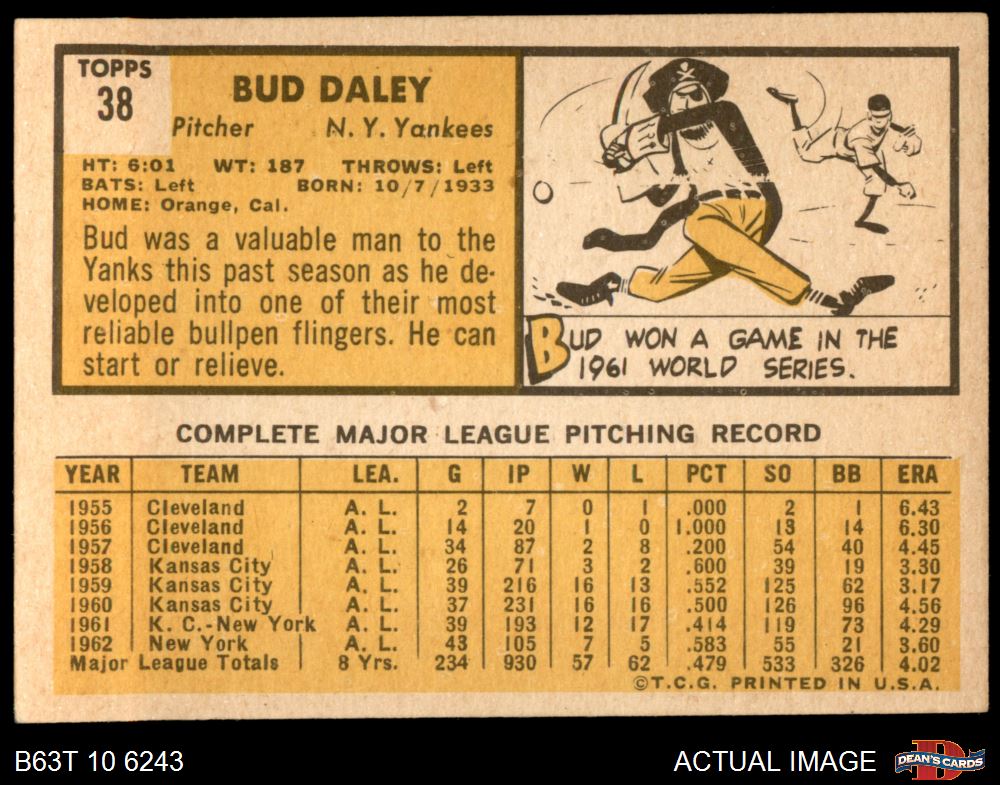 TOPPS
38
BUD DALEY
Pitcher N. Y. Yankees
HT: 6:01 WT: 187 THROWS: Left
BATS: Left BORN: 10/7/1933
HOME: Orange, Cal.
Bud was a valuable man to the
Yanks this past season as he de-
veloped into one of their most
reliable bullpen flingers. He can
start or relieve.
BUD WON A GAME IN THE
1961 WORLD SERIES.
COMPLETE MAJOR LEAGUE PITCHING RECORD
YEAR TEAM LEA. G IP W L PCT SO BB ERA
1955 Cleveland A. L. 2 7 0 1 .000 2 1 6.43
1956 Cleveland A. L. 14 20 1 0 1.000 13 14 6.30
1957 Cleveland A. L. 34 87 2 8 .200 54 40 4.45
1958 Kansas City A. L. 26 71 3 2 .600 39 19 3.30
1959 Kansas City A. L. 39 216 16 13 .552 125 62 3.17
1960 Kansas City A. L. 37 231 16 16 .500 126 96 4.56
1961 K. C.-New York A. L. 39 193 12 17 .414 119 73 4.29
1962 New York A. L. 43 105 7 5 .583 55 21 3.60
Major League Totals 8 Yrs. 234 930 57 62 .479 533 326 4.02
©T.C.G. PRINTED IN U.S.A.
B63T 10 6243 ACTUAL IMAGE DEAN'S CARDS